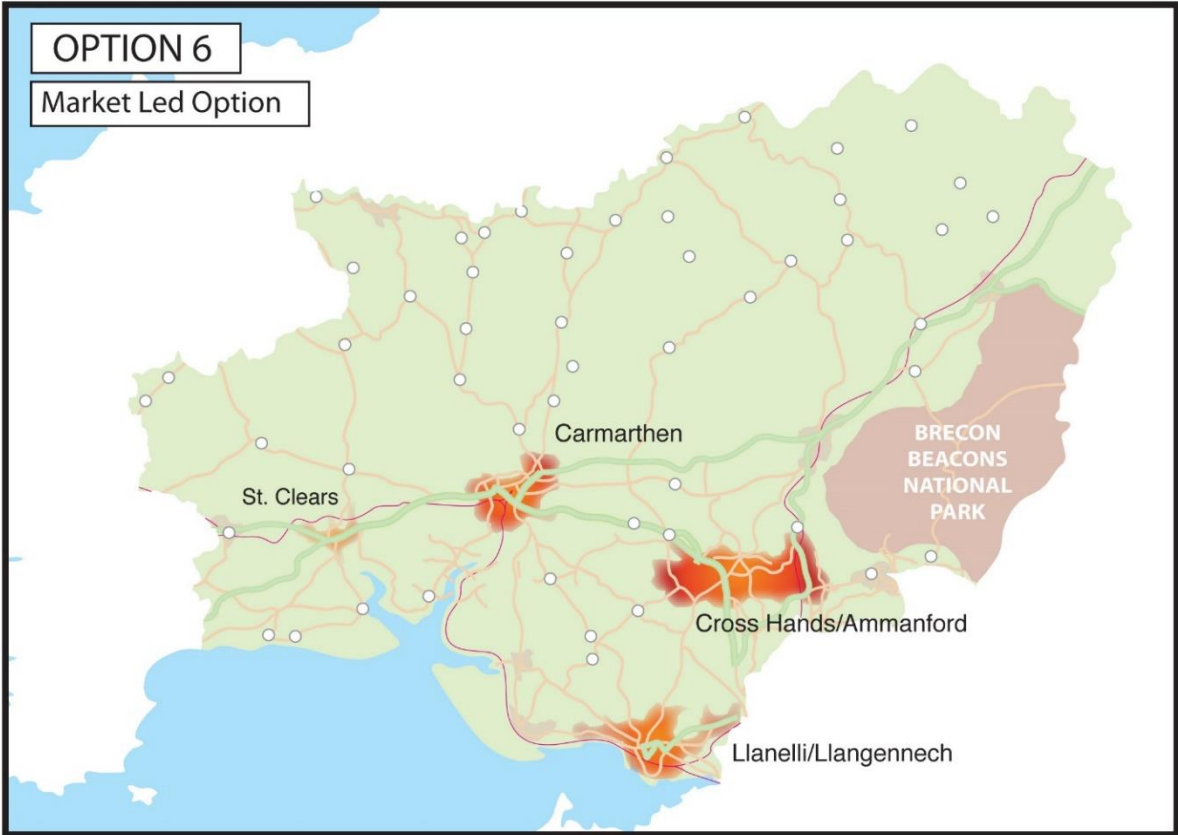 OPTION 6
Market Led Option
Carmarthen
St. Clears
BRECON
BEACONS
NATIONAL
PARK
Cross Hands/Ammanford
Llanelli/Llangennech